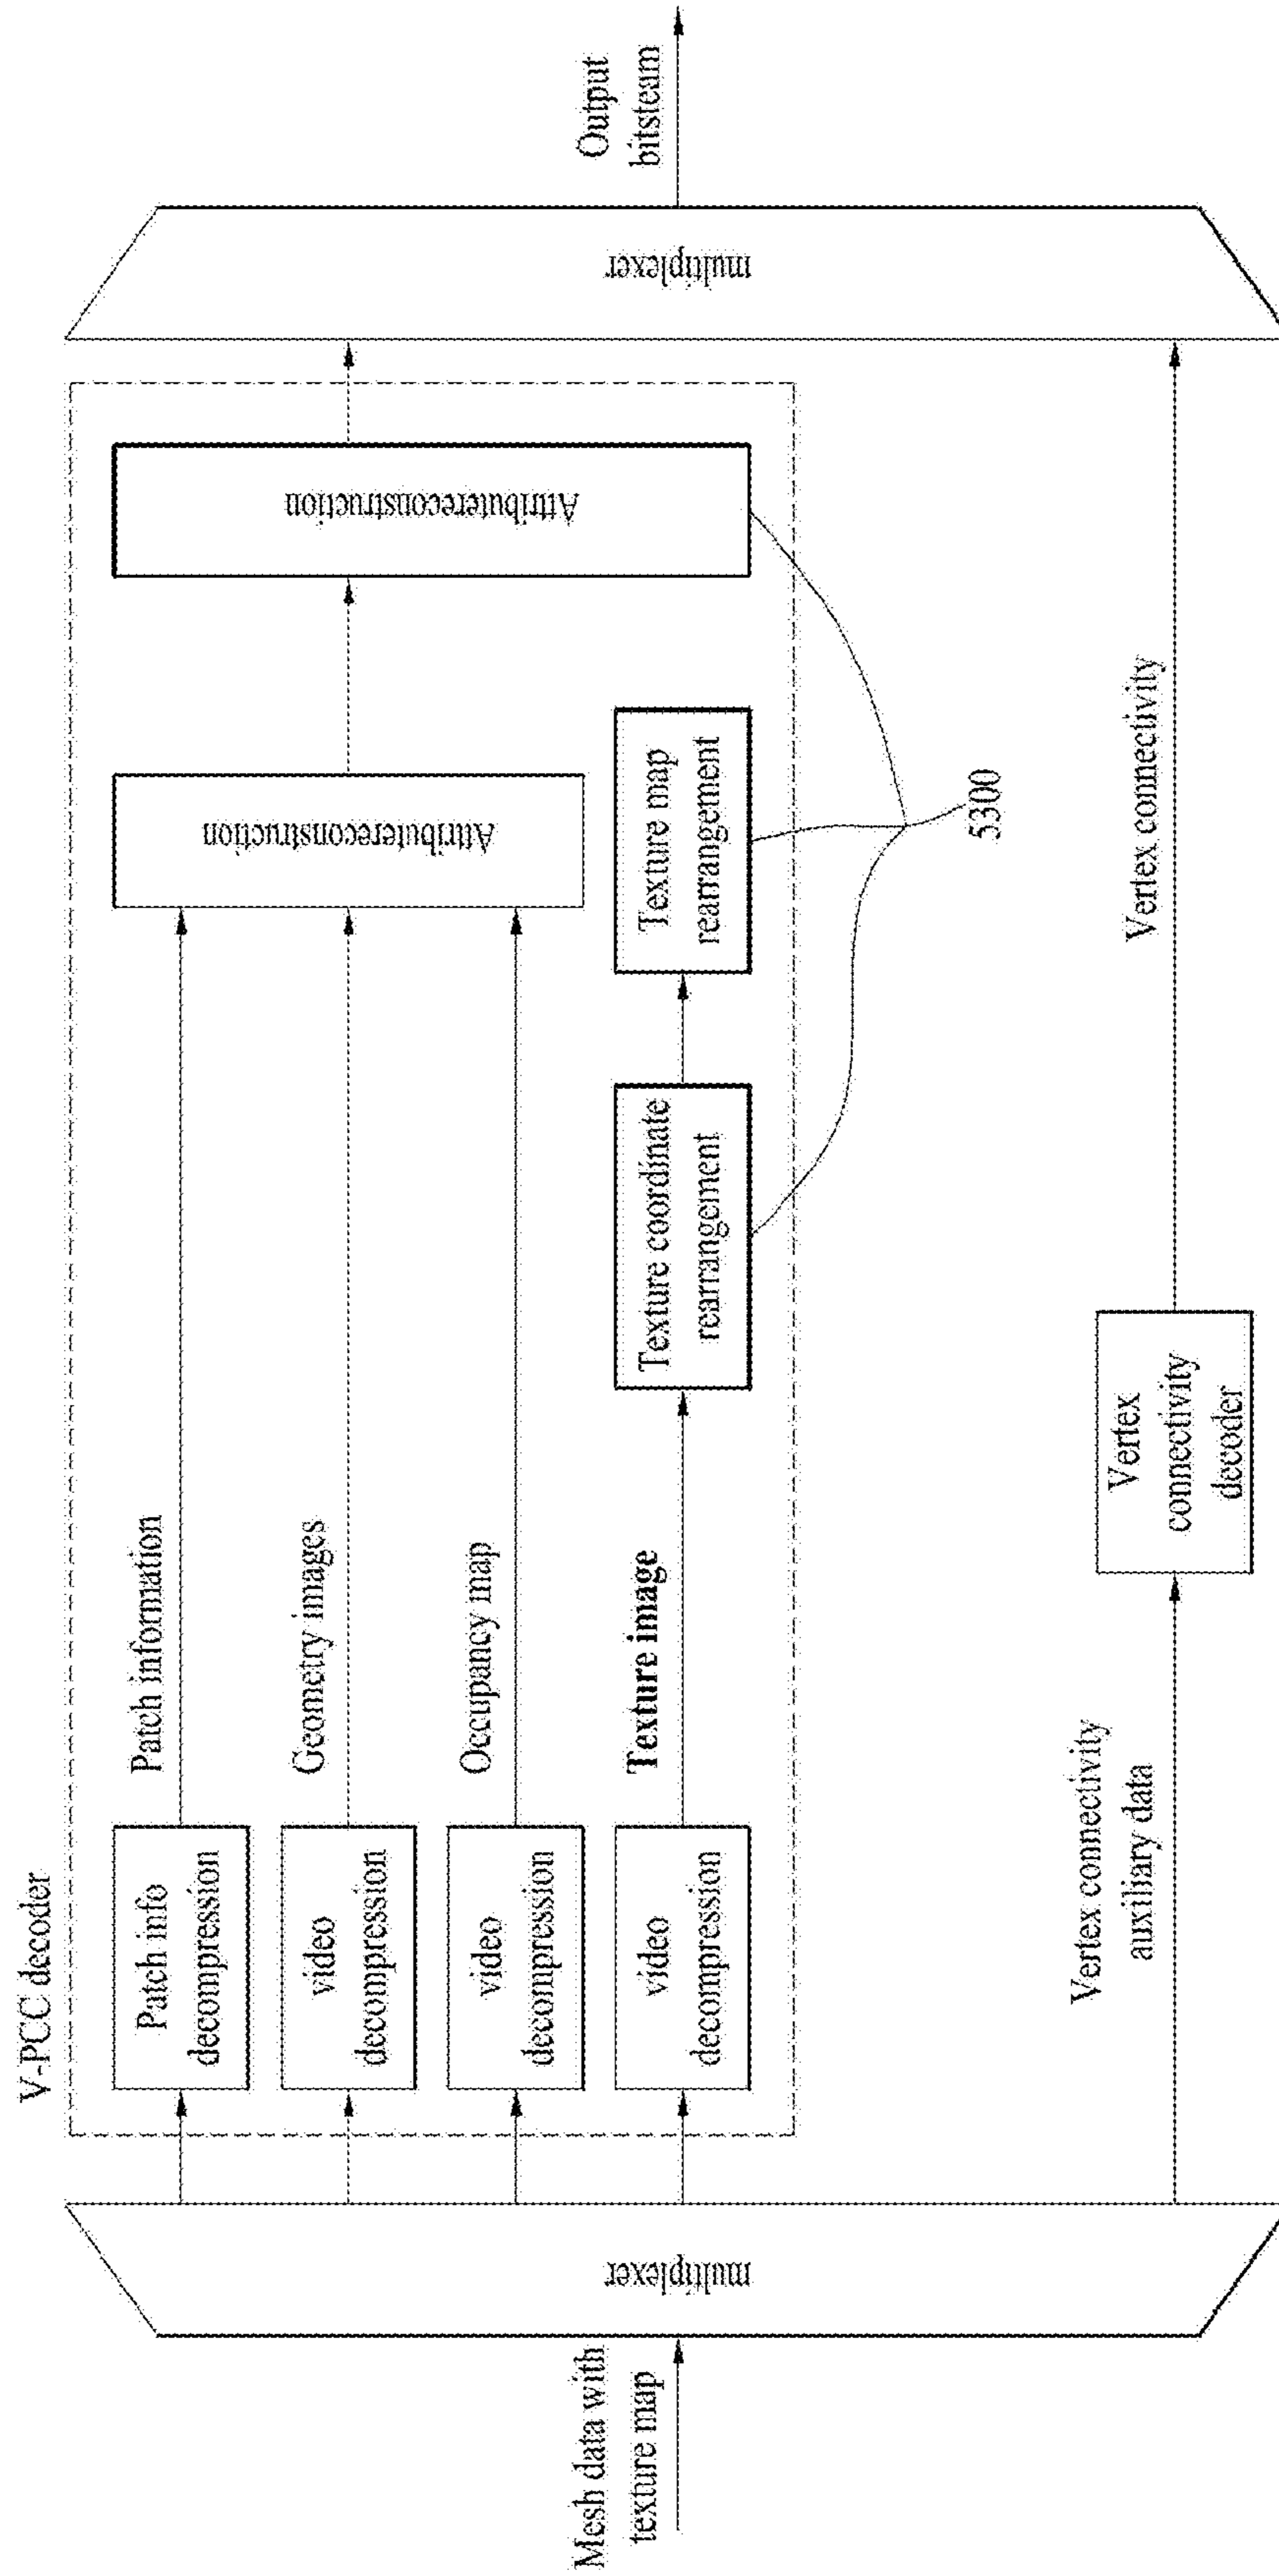 V-PCC decoder
Mesh data with
texture map
multiplexer
Patch info
decompression
Patch information
video
decompression
Geometry images
video
decompression
Occupancy map
video
decompression
Texture image
Texture coordinate
rearrangement
Texture map
rearrangement
Attributereconstruction
Attributereconstruction
5300
Vertex connectivity
auxiliary data
Vertex
connectivity
decoder
Vertex connectivity
multiplexer
Output
bitsteam